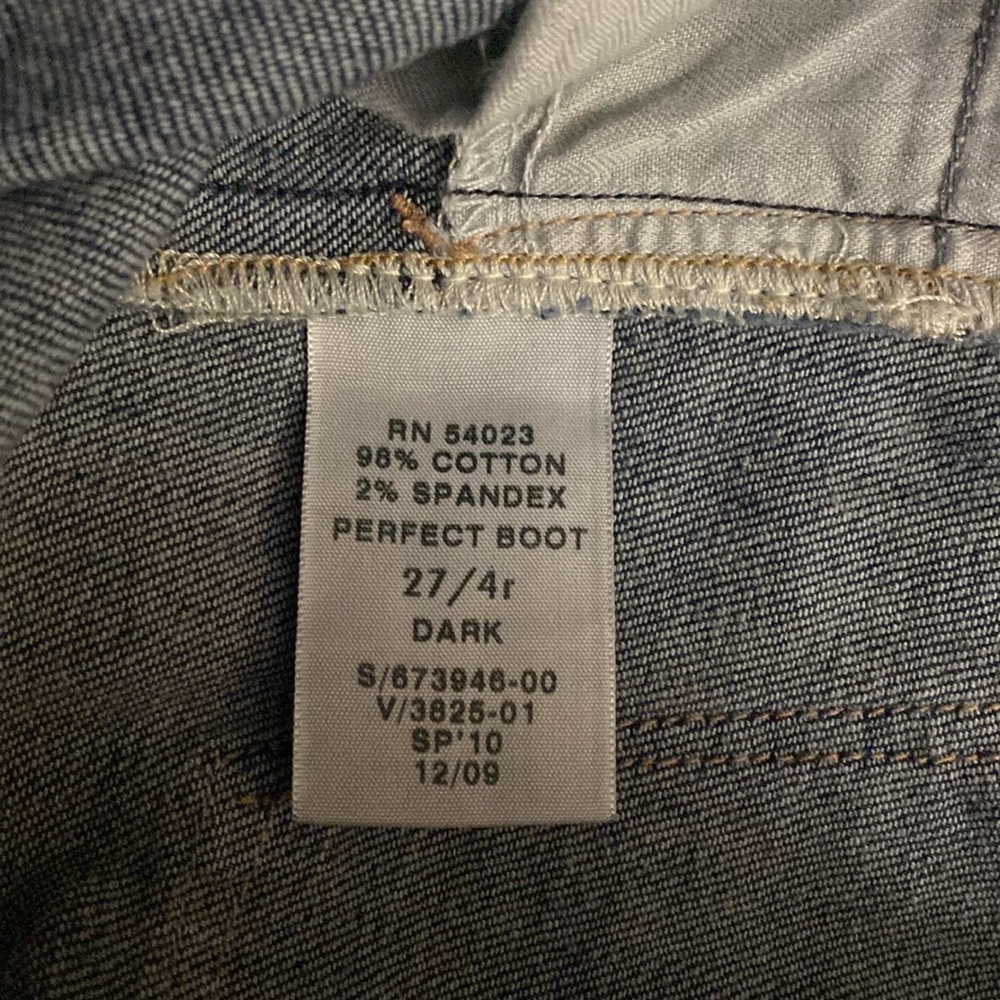 RN 54023
98% COTTON
2% SPANDEX
PERFECT BOOT
27/4r
DARK
S/673946-00
V/3825-01
SP'10
12/09